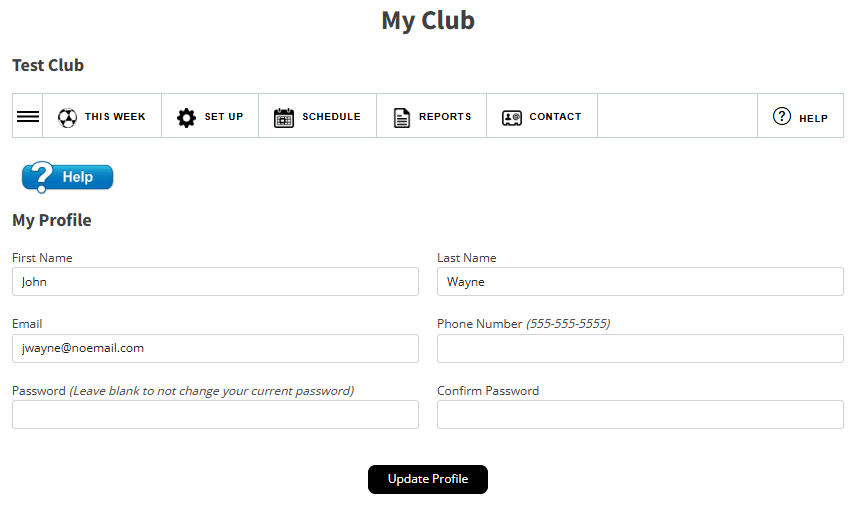 My Club
Test Club
THIS WEEK SET UP SCHEDULE REPORTS CONTACT ? HELP
? Help
My Profile
First Name Last Name
John Wayne
Email Phone Number (555-555-5555)
jwayne@noemail.com
Password (Leave blank to not change your current password) Confirm Password
Update Profile